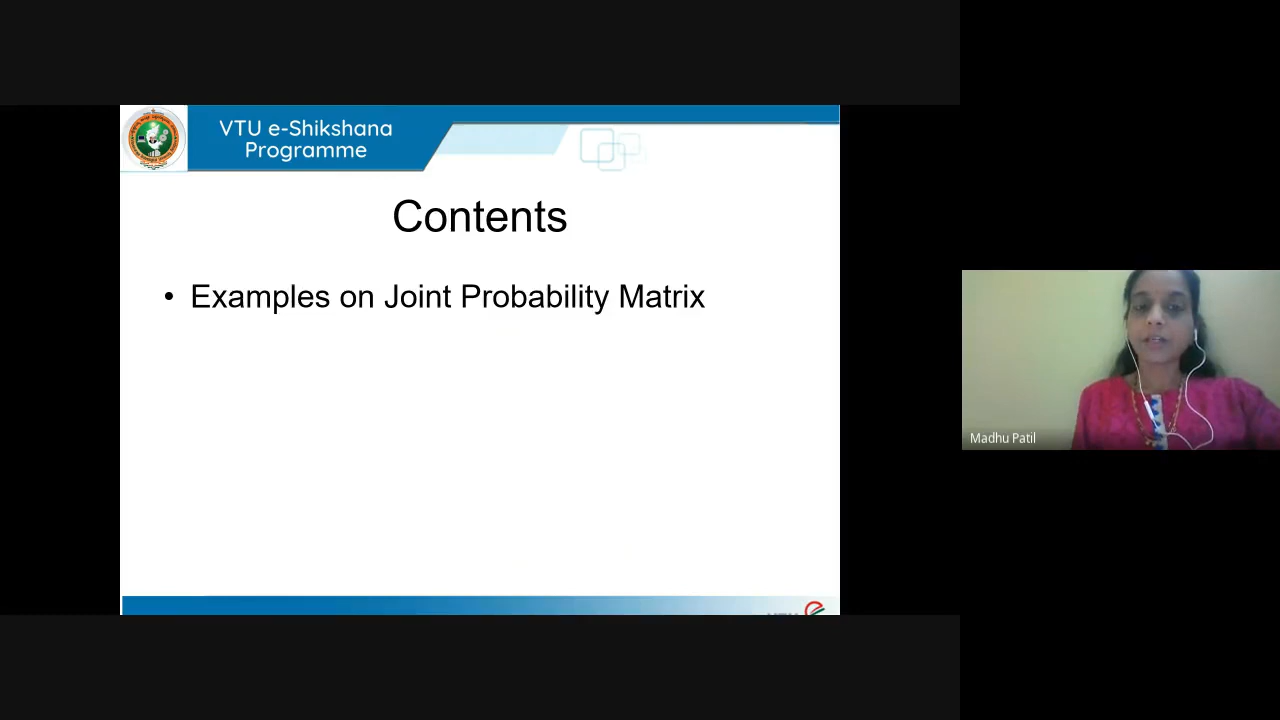 VTU e-Shikshana
Programme
Contents
• Examples on Joint Probability Matrix
Madhu Patil